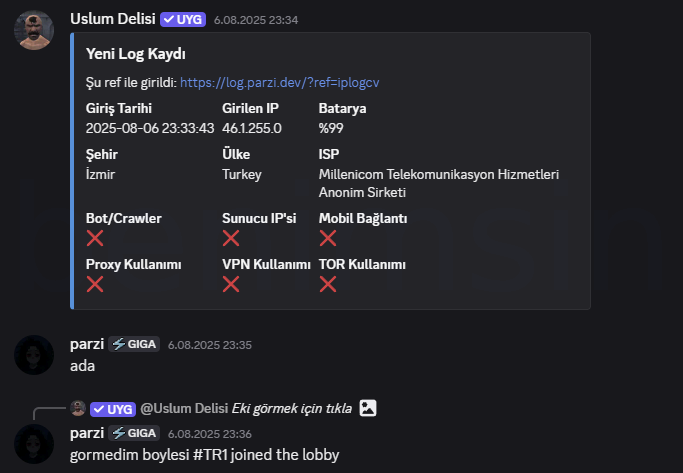 Uslum Delisi ✓ UYG 6.08.2025 23:34
Yeni Log Kaydı
Şu ref ile girildi: https://log.parzi.dev/?ref=iplogcv
Giriş Tarihi Girilen IP Batarya
2025-08-06 23:33:43 46.1.255.0 %99
Şehir Ülke ISP
İzmir Turkey Millenicom Telekomunikasyon Hizmetleri
Anonim Sirketi
Bot/Crawler Sunucu IP'si Mobil Bağlantı
❌ ❌ ❌
Proxy Kullanımı VPN Kullanımı TOR Kullanımı
❌ ❌ ❌
parzi GIGA 6.08.2025 23:35
ada
✓ UYG @Uslum Delisi Eki görmek için tıkla
parzi GIGA 6.08.2025 23:36
gormedim boylesi #TR1 joined the lobby